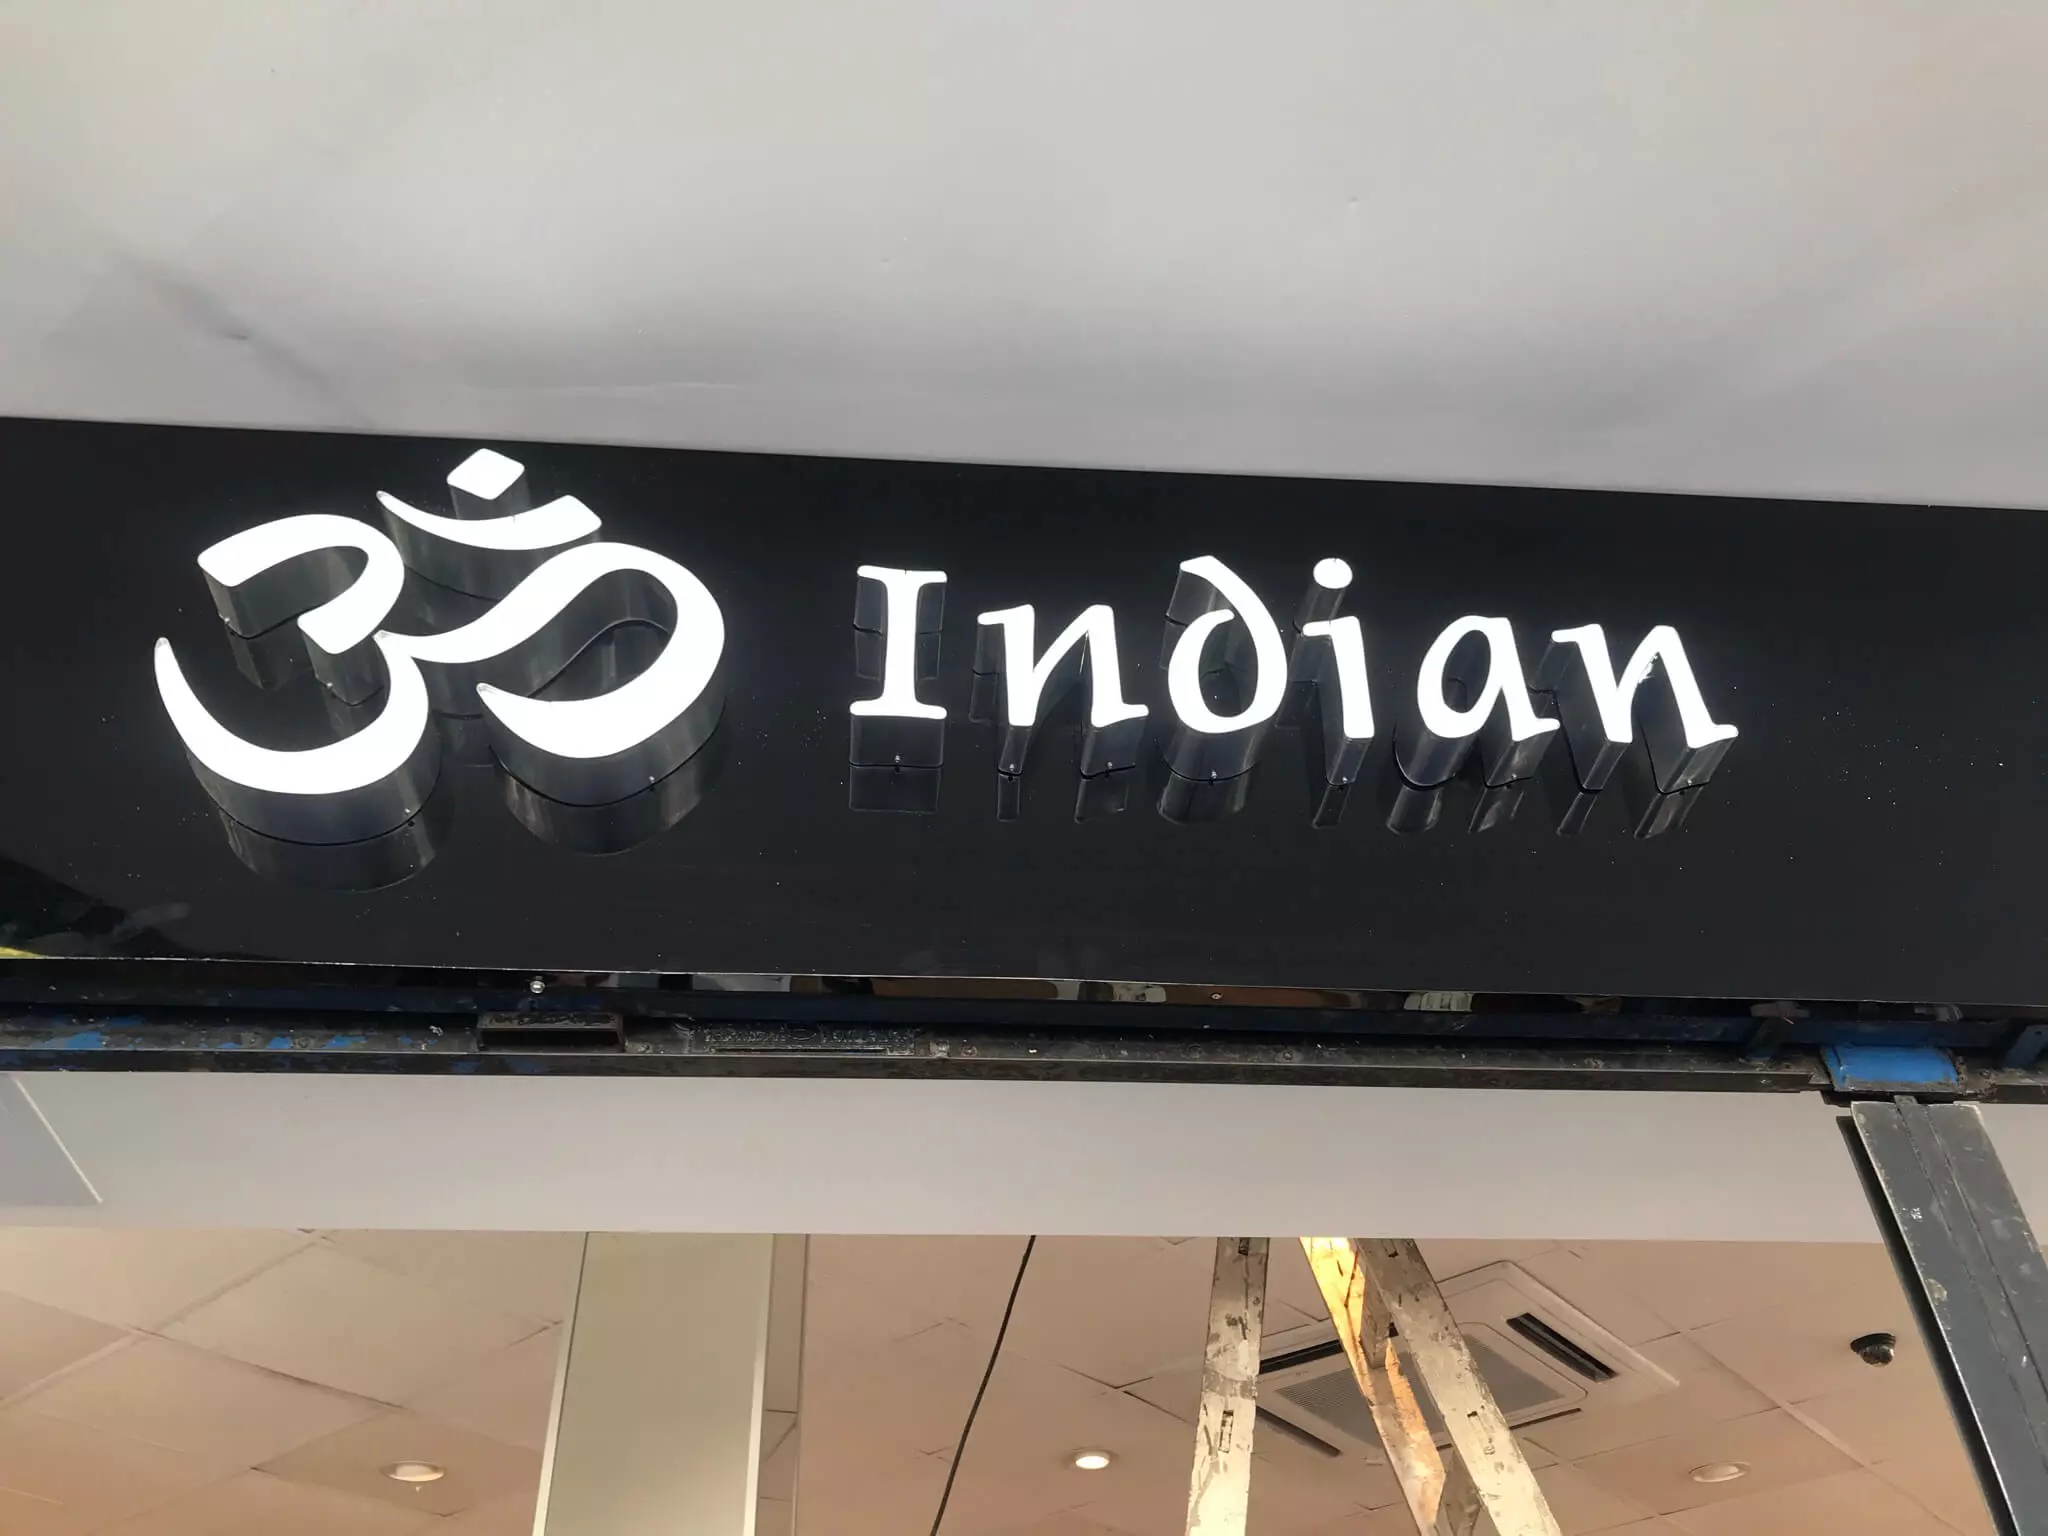 ॐ Indian